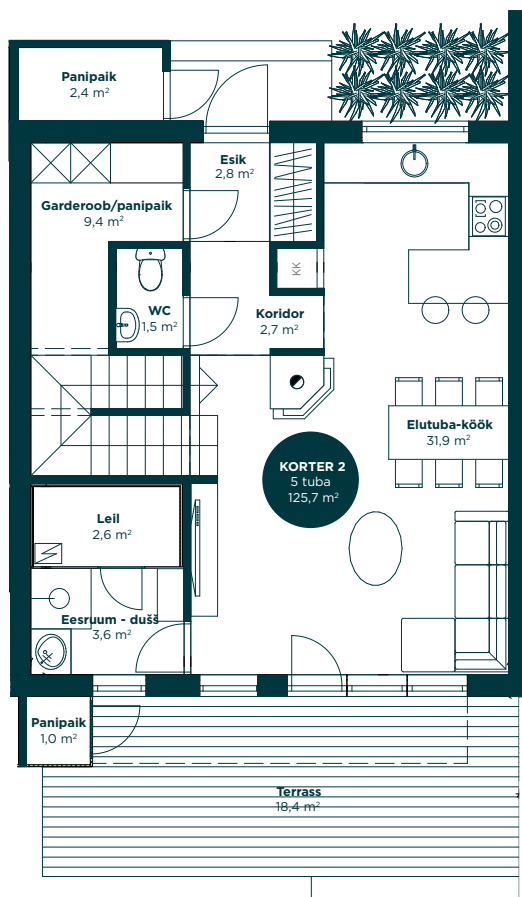 Panipaik
2,4 m²
Esik
2,8 m²
Garderoob/panipaik
9,4 m²
KK
WC
1,5 m²
Koridor
2,7 m²
Elutuba-köök
31,9 m²
KORTER 2
5 tuba
125,7 m²
Leil
2,6 m²
Eesruum - dušš
3,6 m²
Panipaik
1,0 m²
Terrass
18,4 m²